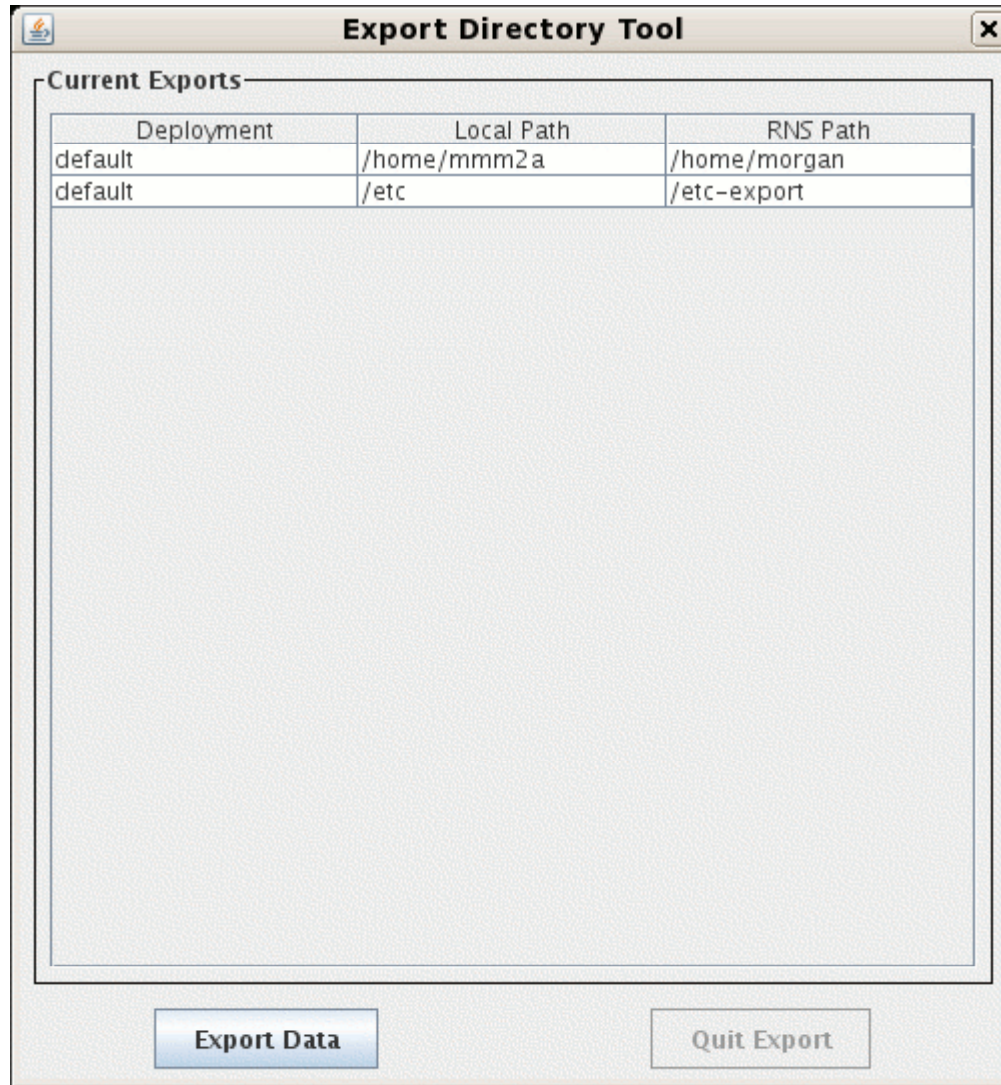 Export Directory Tool
Current Exports
Deployment Local Path RNS Path
default /home/mmm2a /home/morgan
default /etc /etc-export
Export Data Quit Export